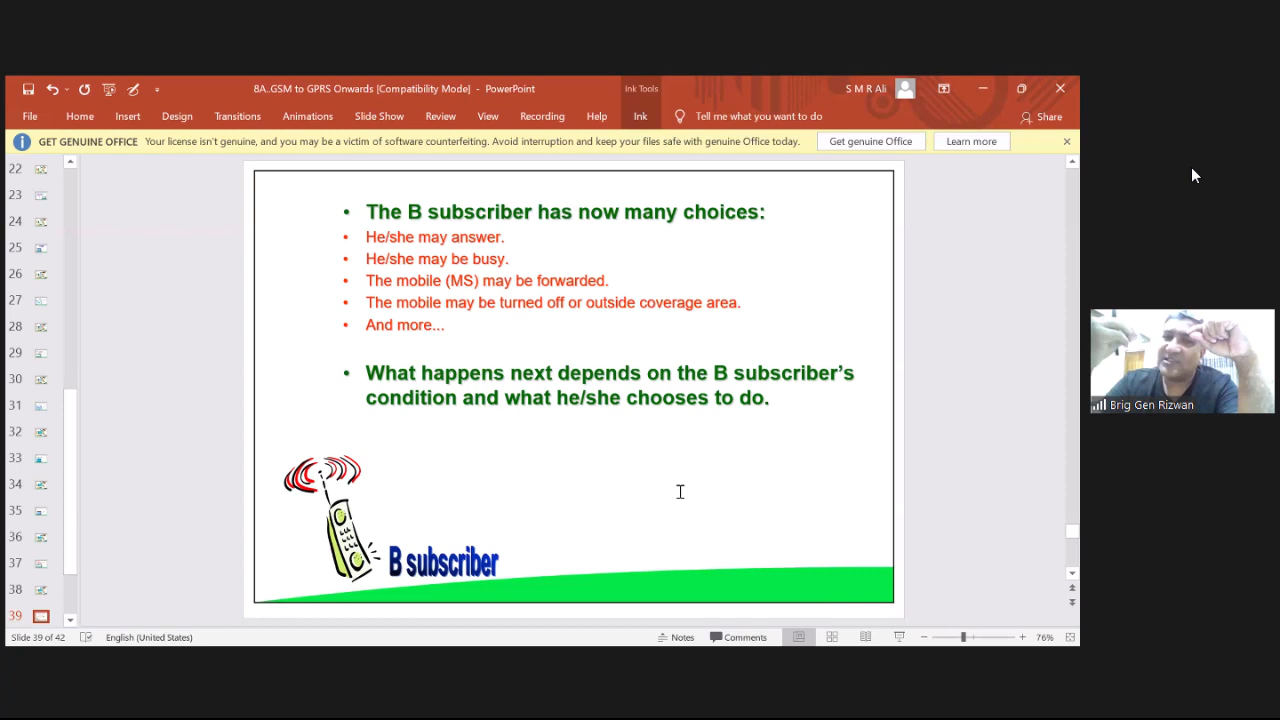 8A..GSM to GPRS Onwards [Compatibility Mode] - PowerPoint
Ink Tools
S M R Ali
File Home Insert Design Transitions Animations Slide Show Review View Recording Help Ink Tell me what you want to do Share
GET GENUINE OFFICE Your license isn't genuine, and you may be a victim of software counterfeiting. Avoid interruption and keep your files safe with genuine Office today. Get genuine Office Learn more
22
23
24
25
26
27
28
29
30
31
32
33
34
35
36
37
38
39
• The B subscriber has now many choices:
• He/she may answer.
• He/she may be busy.
• The mobile (MS) may be forwarded.
• The mobile may be turned off or outside coverage area.
• And more...
• What happens next depends on the B subscriber's
condition and what he/she chooses to do.
B subscriber
Brig Gen Rizwan
Slide 39 of 42 English (United States) Notes Comments 76%